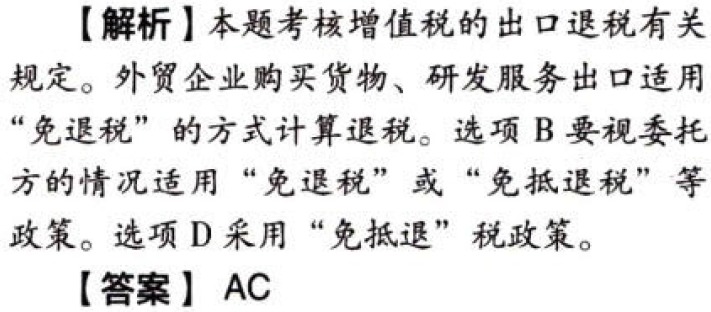 【解析】本题考核增值税的出口退税有关
规定。外贸企业购买货物、研发服务出口适用
“免退税”的方式计算退税。选项 B 要视委托
方的情况适用“免退税”或“免抵退税”等
政策。选项 D 采用“免抵退”税政策。
【答案】 AC